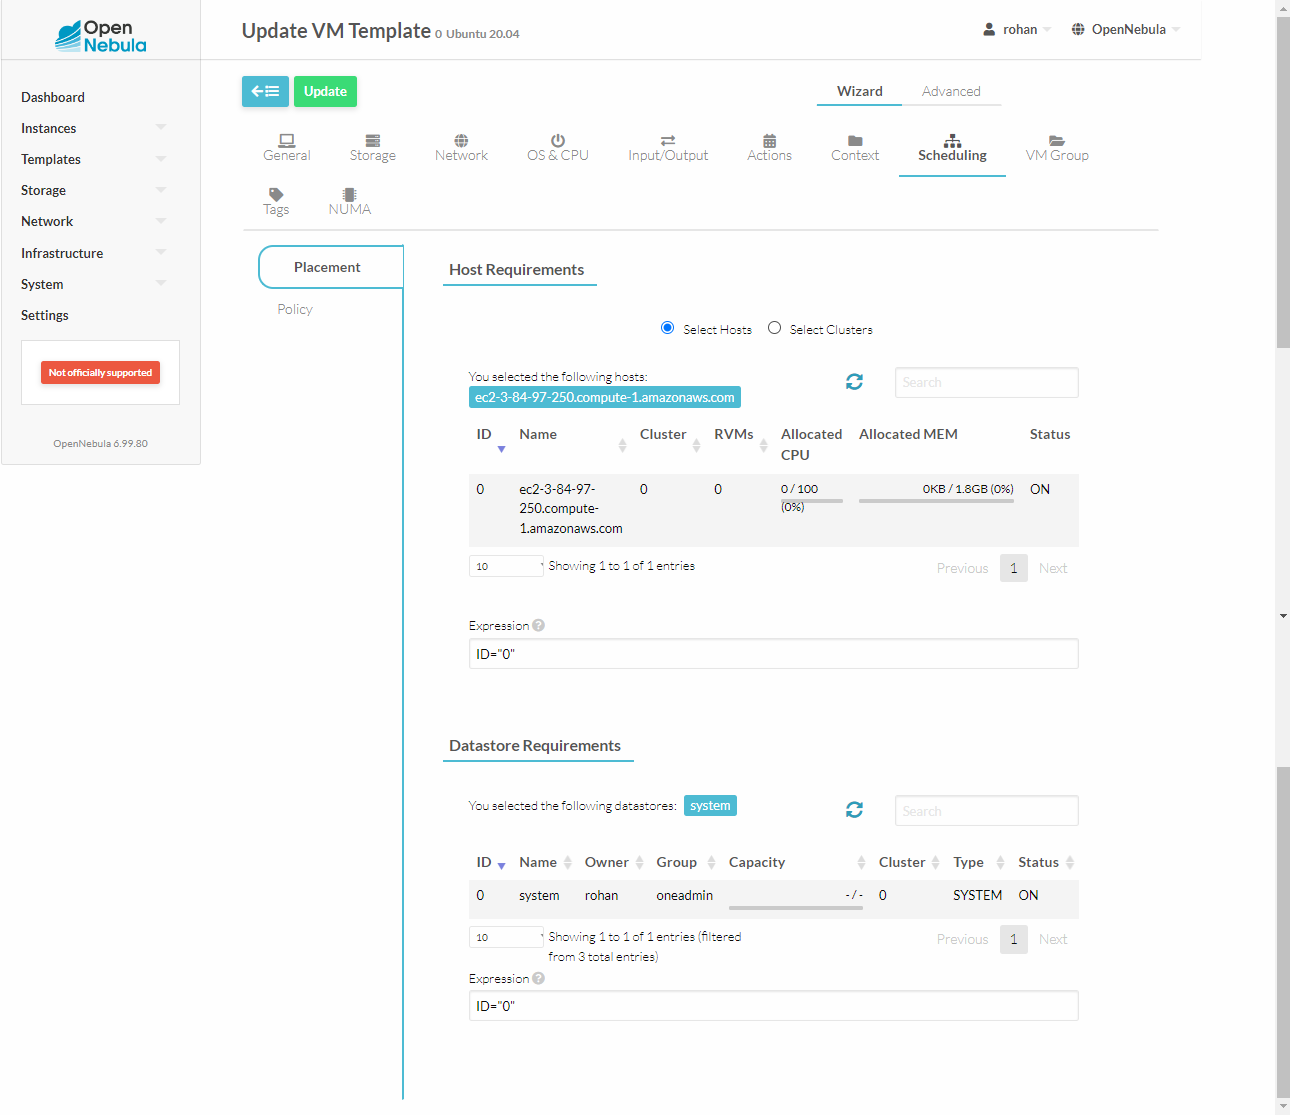 Open
Nebula
Update VM Template 0 Ubuntu 20.04
rohan
OpenNebula
Dashboard
Instances
Templates
Storage
Network
Infrastructure
System
Settings
Not officially supported
OpenNebula 6.99.80
Update
Wizard
Advanced
General
Storage
Network
OS & CPU
Input/Output
Actions
Context
Scheduling
VM Group
Tags
NUMA
Placement
Policy
Host Requirements
Select Hosts
Select Clusters
You selected the following hosts:
ec2-3-84-97-250.compute-1.amazonaws.com
Search
ID Name Cluster RVMs Allocated CPU Allocated MEM Status
0 ec2-3-84-97-250.compute-1.amazonaws.com 0 0 0 / 100 (0%) 0KB / 1.8GB (0%) ON
10 Showing 1 to 1 of 1 entries
Previous 1 Next
Expression
ID="0"
Datastore Requirements
You selected the following datastores: system
Search
ID Name Owner Group Capacity Cluster Type Status
0 system rohan oneadmin - / - 0 SYSTEM ON
10 Showing 1 to 1 of 1 entries (filtered
from 3 total entries)
Previous 1 Next
Expression
ID="0"